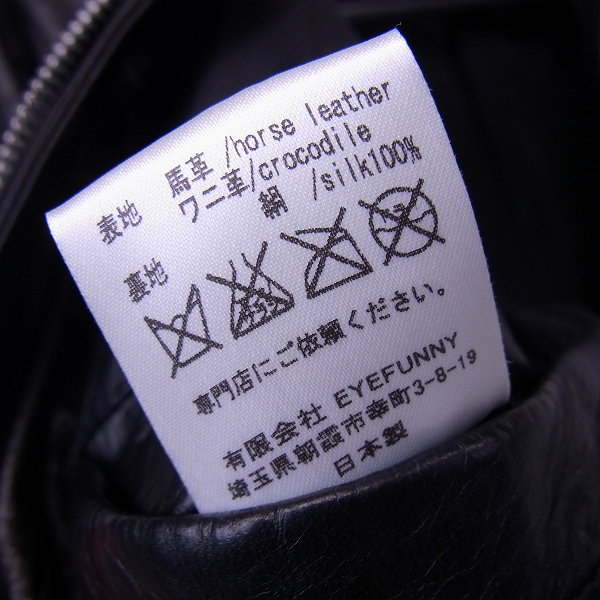 表地 馬革 /horse leather
ワニ革/crocodile
裏地 絹 /silk100%
専門店にご依頼ください。
有限会社 EYEFUNNY
埼玉県朝霞市幸町3-8-19
日本製